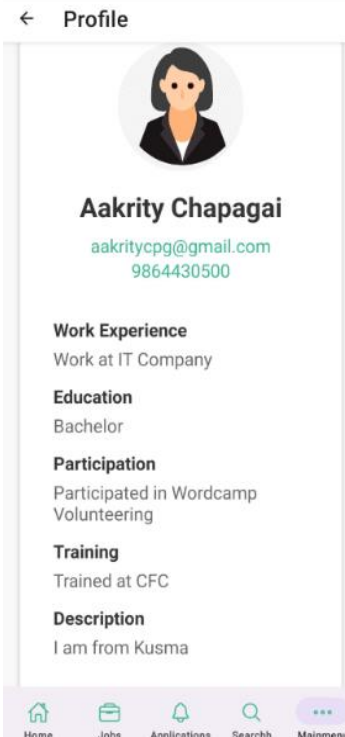 Profile
Aakrity Chapagai
aakritycpg@gmail.com
9864430500
Work Experience
Work at IT Company
Education
Bachelor
Participation
Participated in Wordcamp
Volunteering
Training
Trained at CFC
Description
I am from Kusma
Home Jobs Applications Searchh Mainmenu